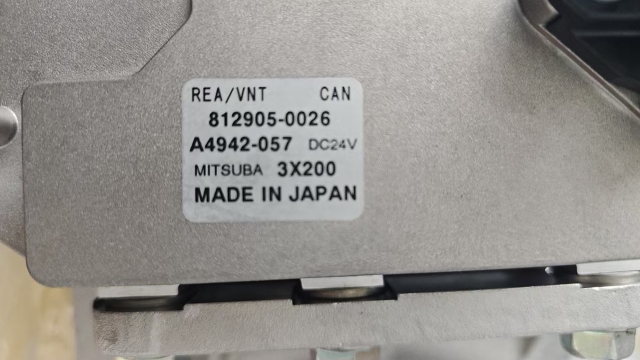 REA/VNT CAN
812905-0026
A4942-057 DC24V
MITSUBA 3X200
MADE IN JAPAN